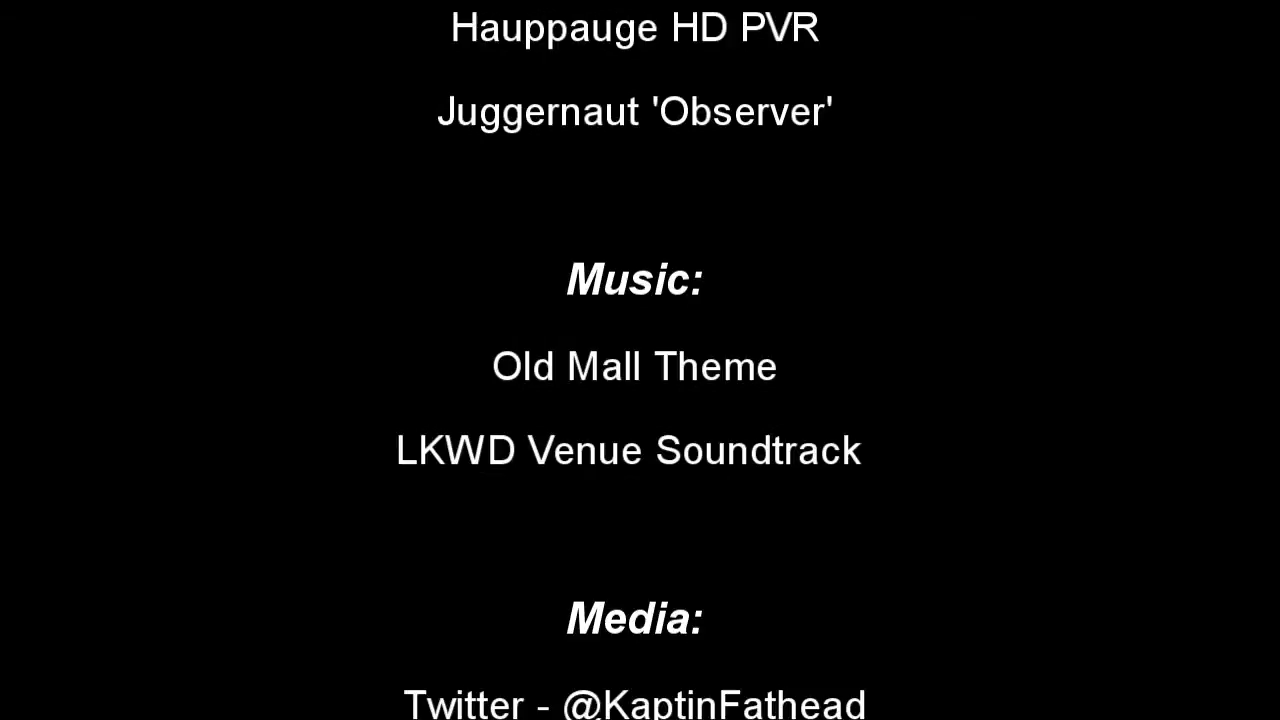 Hauppauge HD PVR
Juggernaut 'Observer'
Music:
Old Mall Theme
LKWD Venue Soundtrack
Media:
Twitter - @KaptinFathead